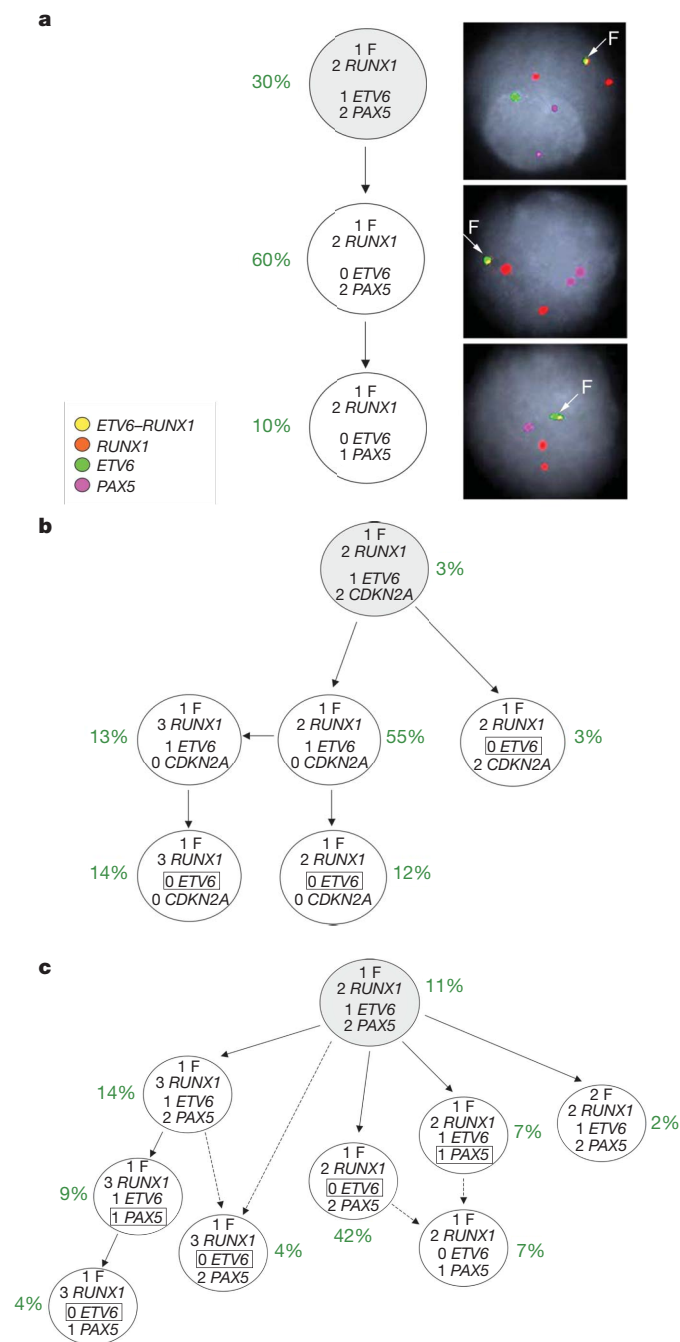 a
30%
1 F
2 RUNX1
1 ETV6
2 PAX5
F
60%
1 F
2 RUNX1
0 ETV6
2 PAX5
F
10%
1 F
2 RUNX1
0 ETV6
1 PAX5
F
ETV6–RUNX1
RUNX1
ETV6
PAX5
b
1 F
2 RUNX1
1 ETV6
2 CDKN2A
3%
13%
1 F
3 RUNX1
1 ETV6
0 CDKN2A
1 F
2 RUNX1
1 ETV6
0 CDKN2A
55%
1 F
2 RUNX1
0 ETV6
2 CDKN2A
3%
14%
1 F
3 RUNX1
0 ETV6
0 CDKN2A
1 F
2 RUNX1
0 ETV6
0 CDKN2A
12%
c
1 F
2 RUNX1
1 ETV6
2 PAX5
11%
14%
1 F
3 RUNX1
1 ETV6
2 PAX5
1 F
2 RUNX1
0 ETV6
2 PAX5
42%
1 F
2 RUNX1
1 ETV6
1 PAX5
7%
2 F
2 RUNX1
1 ETV6
2 PAX5
2%
9%
1 F
3 RUNX1
1 ETV6
1 PAX5
1 F
3 RUNX1
0 ETV6
2 PAX5
4%
1 F
2 RUNX1
0 ETV6
1 PAX5
7%
4%
1 F
3 RUNX1
0 ETV6
1 PAX5